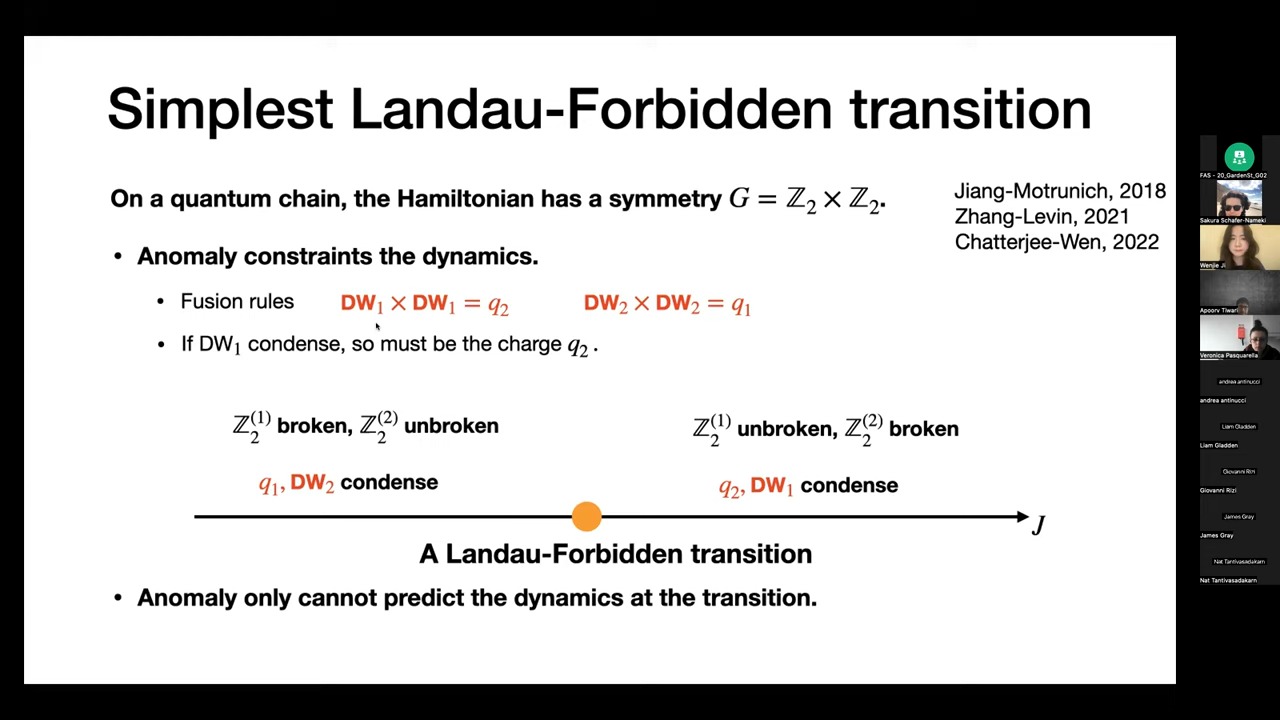 Simplest Landau-Forbidden transition
On a quantum chain, the Hamiltonian has a symmetry G = ℤ₂ × ℤ₂.
Jiang-Motrunich, 2018
Zhang-Levin, 2021
Chatterjee-Wen, 2022
• Anomaly constraints the dynamics.
• Fusion rules DW₁ × DW₁ = q₂ DW₂ × DW₂ = q₁
• If DW₁ condense, so must be the charge q₂ .
ℤ₂⁽¹⁾ broken, ℤ₂⁽²⁾ unbroken
ℤ₂⁽¹⁾ unbroken, ℤ₂⁽²⁾ broken
q₁, DW₂ condense
q₂, DW₁ condense
J
A Landau-Forbidden transition
• Anomaly only cannot predict the dynamics at the transition.
FAS - 20_GardenSt_G02
Sakura Schafer-Nameki
Wenjie Ji
Apoorv Tiwari
Veronica Pasquarella
andrea antinucci
andrea antinucci
Liam Gladden
Liam Gladden
Giovanni Rizi
Giovanni Rizi
James Gray
James Gray
Nat Tantivasadakarn
Nat Tantivasadakarn